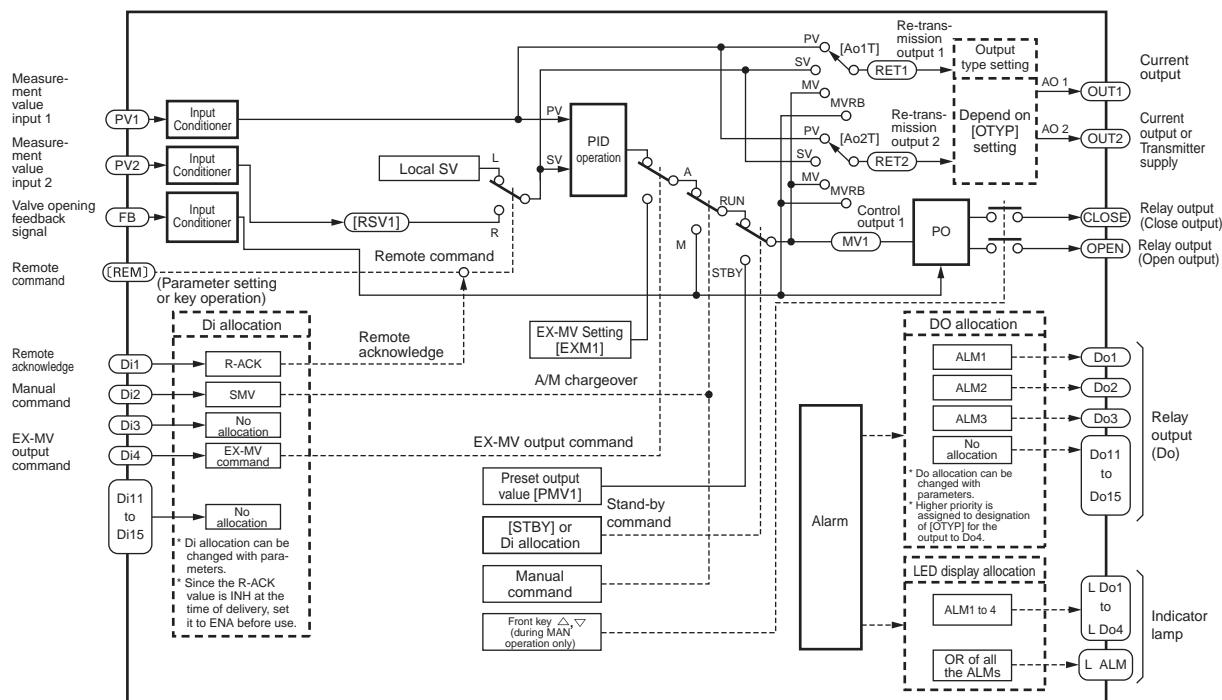 Measure-
ment
value
input 1
Measure-
ment
value
input 2
Valve opening
feedback
signal
Remote
command
PV1
PV2
FB
[REM]
Input
Conditioner
Input
Conditioner
Input
Conditioner
Local SV
L
R
[RSV1]
Remote command
(Parameter setting
or key operation)
PV
SV
PID
operation
A
M
RUN
STBY
EX-MV Setting
[EXM1]
PV
SV
MV
MVRB
[Ao1T]
Re-trans-
mission
output 1
RET1
PV
SV
MV
MVRB
[Ao2T]
Re-trans-
mission
output 2
RET2
Output
type setting
Depend on
[OTYP]
setting
AO 1
AO 2
OUT1
OUT2
Current
output
Current
output or
Transmitter
supply
Control
output 1
MV1
PO
CLOSE
OPEN
Relay output
(Close output)
Relay output
(Open output)
Remote
acknowledge
Manual
command
EX-MV
output
command
Di1
Di2
Di3
Di4
Di11
to
Di15
Di allocation
R-ACK
SMV
No
allocation
EX-MV
command
No
allocation
* Di allocation can be
changed with para-
meters.
* Since the R-ACK
value is INH at the
time of delivery, set
it to ENA before use.
Remote
acknowledge
A/M chargeover
EX-MV output command
Preset output
value [PMV1]
Stand-by
command
[STBY] or
Di allocation
Manual
command
Front key △,▽
(during MAN
operation only)
Alarm
DO allocation
ALM1
ALM2
ALM3
No
allocation
* Do allocation can be
changed with
parameters.
* Higher priority is
assigned to designation
of [OTYP] for the
output to Do4.
Do1
Do2
Do3
Do11
to
Do15
Relay
output
(Do)
LED display allocation
ALM1 to 4
OR of all
the ALMs
L Do1
to
L Do4
L ALM
Indicator
lamp